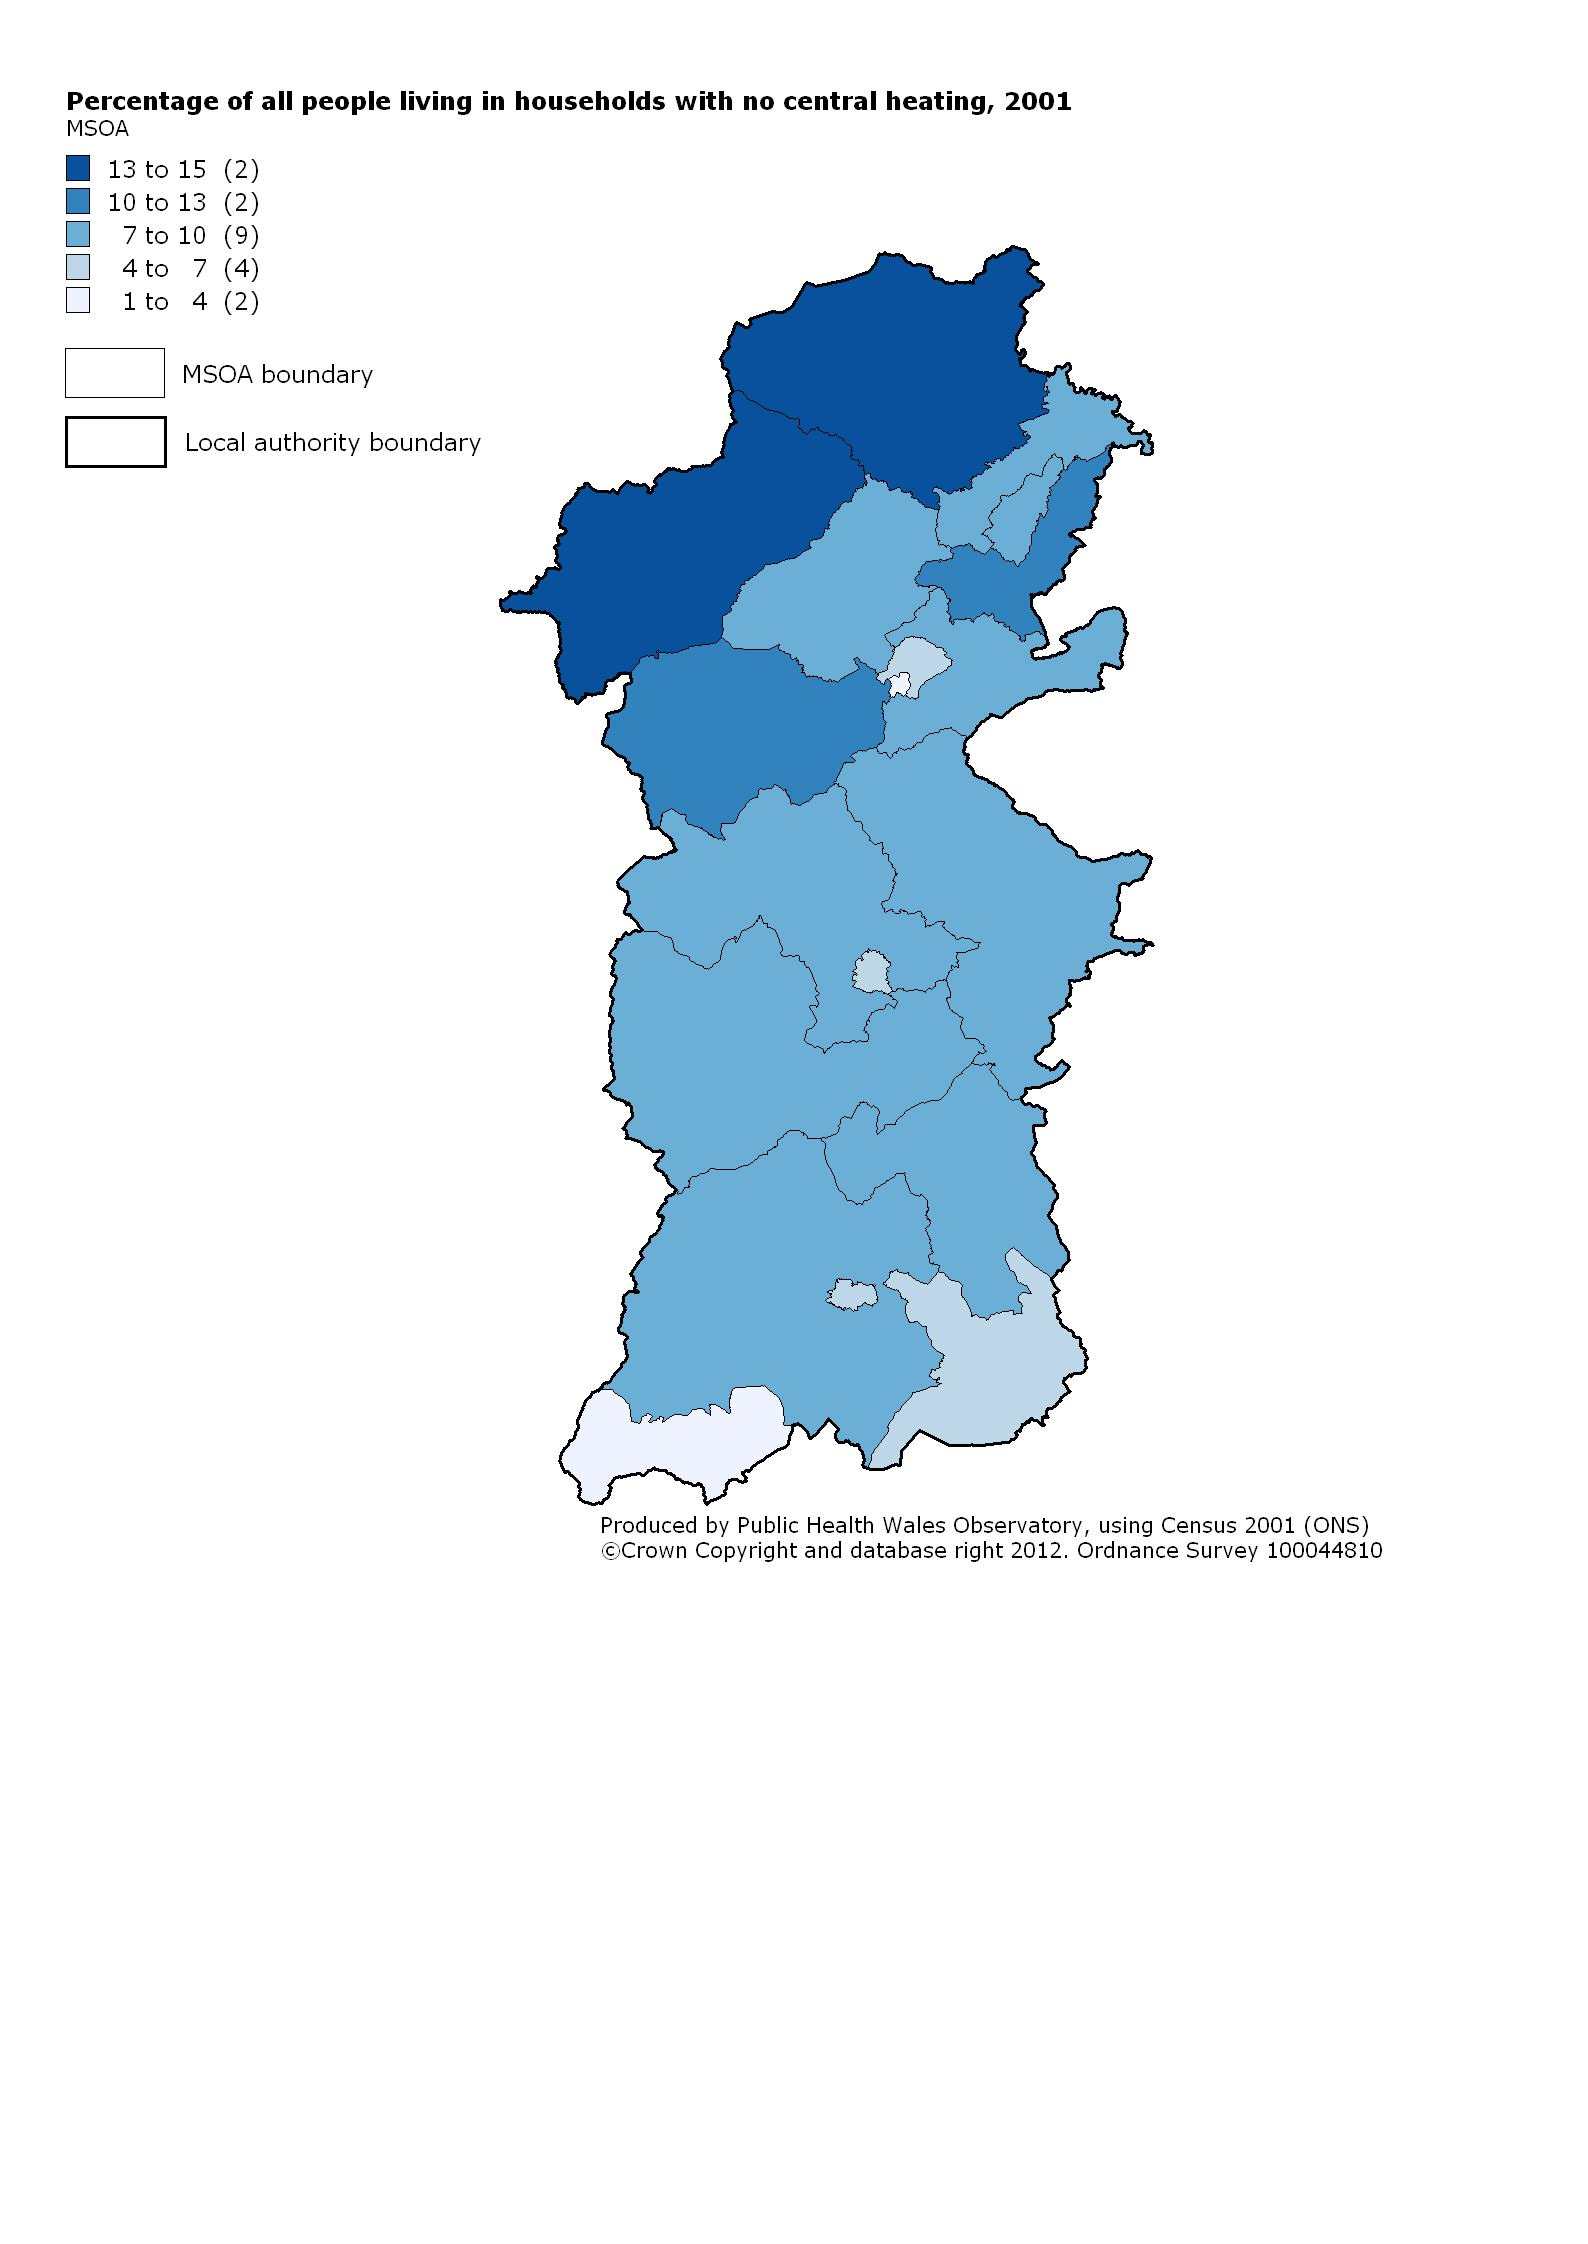 Percentage of all people living in households with no central heating, 2001
MSOA
13 to 15 (2)
10 to 13 (2)
7 to 10 (9)
4 to 7 (4)
1 to 4 (2)
MSOA boundary
Local authority boundary
Produced by Public Health Wales Observatory, using Census 2001 (ONS)
©Crown Copyright and database right 2012. Ordnance Survey 100044810